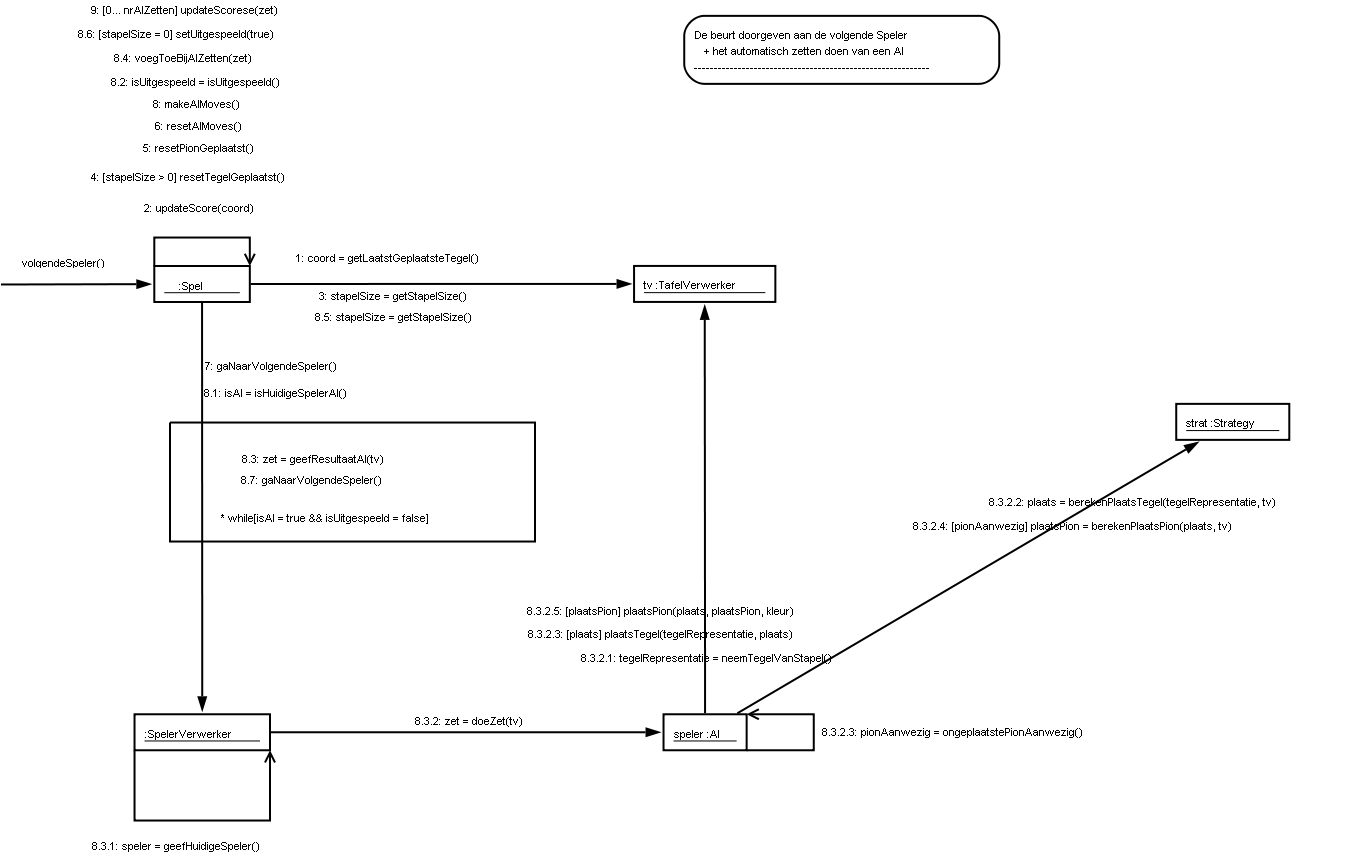 9: [0... nrAIZetten] updateScorese(zet)
8.6: [stapelSize = 0] setUitgespeeld(true)
8.4: voegToeBijAIZetten(zet)
8.2: isUitgespeeld = isUitgespeeld()
8: makeAIMoves()
6: resetAIMoves()
5: resetPionGeplaatst()
4: [stapelSize > 0] resetTegelGeplaatst()
2: updateScore(coord)
De beurt doorgeven aan de volgende Speler
+ het automatisch zetten doen van een AI
-----------------------------------------------------------
volgendeSpeler()
:Spel
1: coord = getLaatstGeplaatsteTegel()
3: stapelSize = getStapelSize()
8.5: stapelSize = getStapelSize()
tv :TafelVerwerker
7: gaNaarVolgendeSpeler()
8.1: isAI = isHuidigeSpelerAI()
8.3: zet = geefResultaatAI(tv)
8.7: gaNaarVolgendeSpeler()
* while[isAI = true && isUitgespeeld = false]
strat :Strategy
8.3.2.2: plaats = berekenPlaatsTegel(tegelRepresentatie, tv)
8.3.2.4: [pionAanwezig] plaatsPion = berekenPlaatsPion(plaats, tv)
8.3.2.5: [plaatsPion] plaatsPion(plaats, plaatsPion, kleur)
8.3.2.3: [plaats] plaatsTegel(tegelRepresentatie, plaats)
8.3.2.1: tegelRepresentatie = neemTegelVanStapel()
:SpelerVerwerker
8.3.2: zet = doeZet(tv)
speler :AI
8.3.2.3: pionAanwezig = ongeplaatstePionAanwezig()
8.3.1: speler = geefHuidigeSpeler()